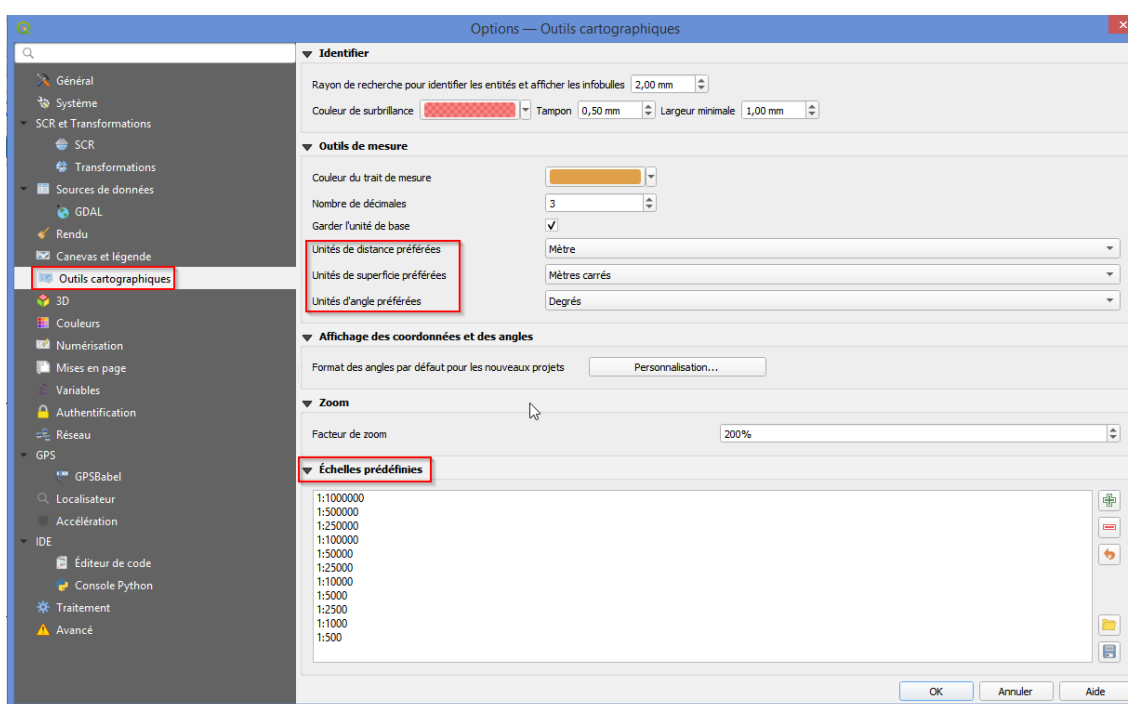 Options — Outils cartographiques
Général
Système
SCR et Transformations
SCR
Transformations
Sources de données
GDAL
Rendu
Canevas et légende
Outils cartographiques
3D
Couleurs
Numérisation
Mises en page
Variables
Authentification
Réseau
GPS
GPSBabel
Localisateur
Accélération
IDE
Éditeur de code
Console Python
Traitement
Avancé
Identifier
Rayon de recherche pour identifier les entités et afficher les infobulles 2,00 mm
Couleur de surbrillance Tampon 0,50 mm Largeur minimale 1,00 mm
Outils de mesure
Couleur du trait de mesure
Nombre de décimales 3
Garder l'unité de base
Unités de distance préférées Mètre
Unités de superficie préférées Mètres carrés
Unités d'angle préférées Degrés
Affichage des coordonnées et des angles
Format des angles par défaut pour les nouveaux projets Personnalisation...
Zoom
Facteur de zoom 200%
Échelles prédéfinies
1:1000000
1:500000
1:250000
1:100000
1:50000
1:25000
1:10000
1:5000
1:2500
1:1000
1:500
OK Annuler Aide